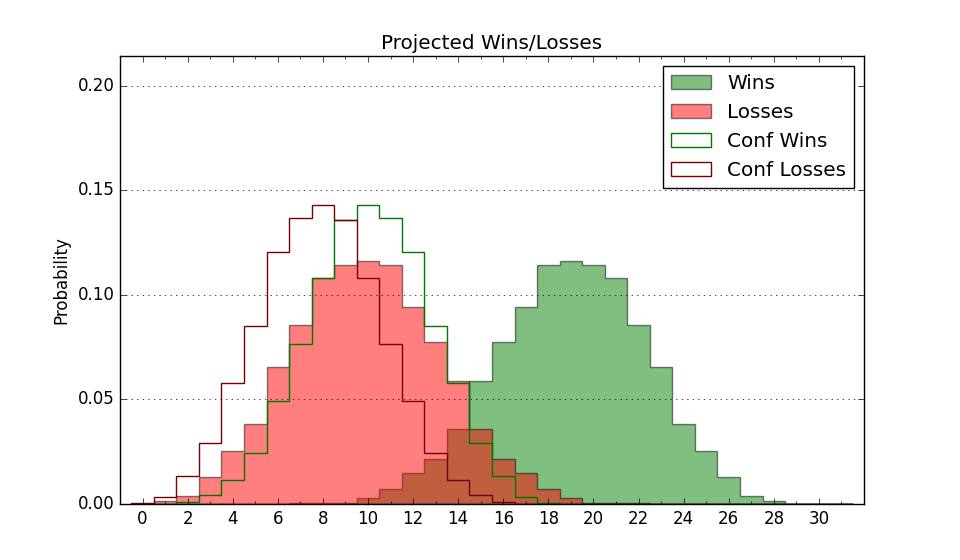 Projected Wins/Losses
Wins
Losses
Conf Wins
Conf Losses
Probability
0.20
0.15
0.10
0.05
0.00
0 2 4 6 8 10 12 14 16 18 20 22 24 26 28 30